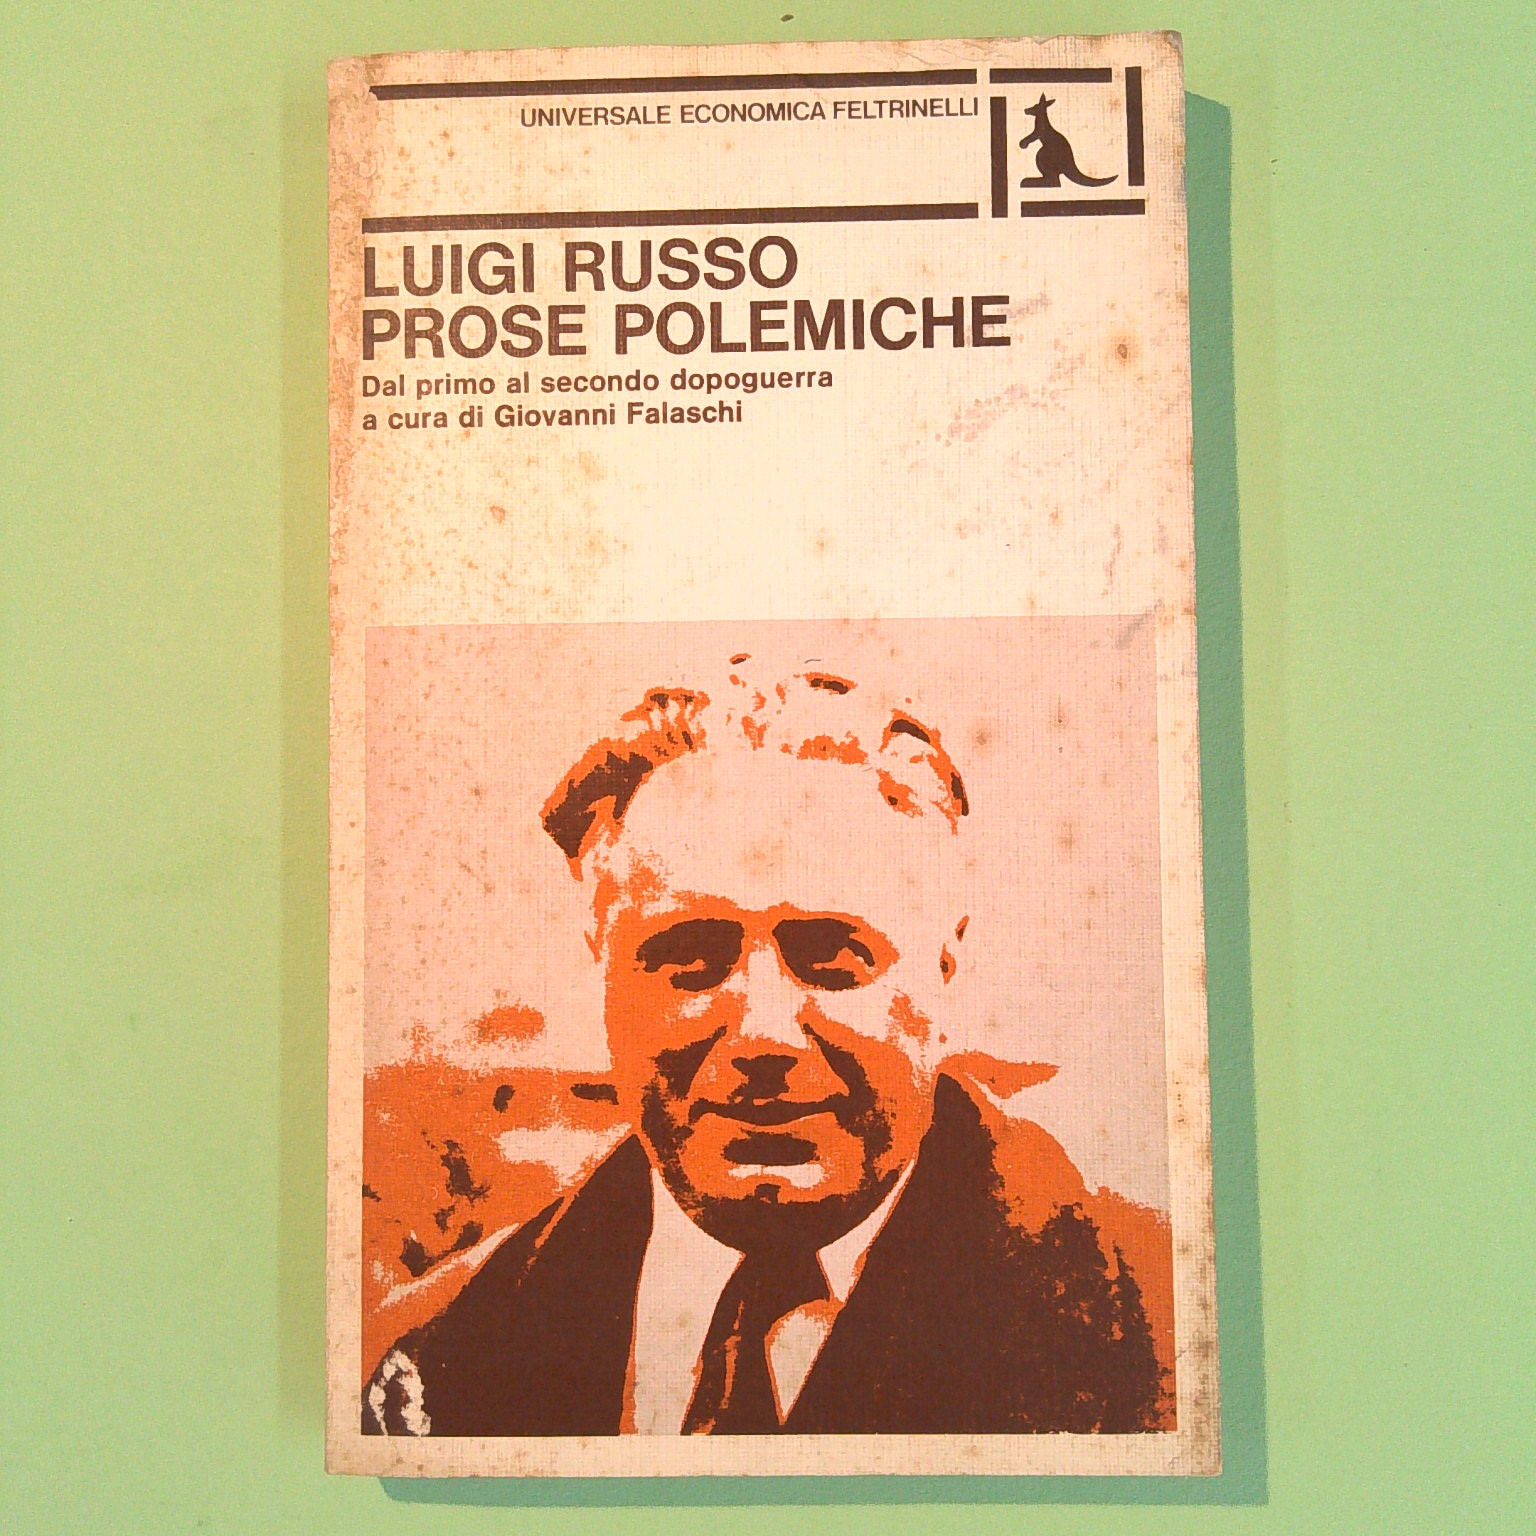 UNIVERSALE ECONOMICA FELTRINELLI
LUIGI RUSSO
PROSE POLEMICHE
Dal primo al secondo dopoguerra
a cura di Giovanni Falaschi